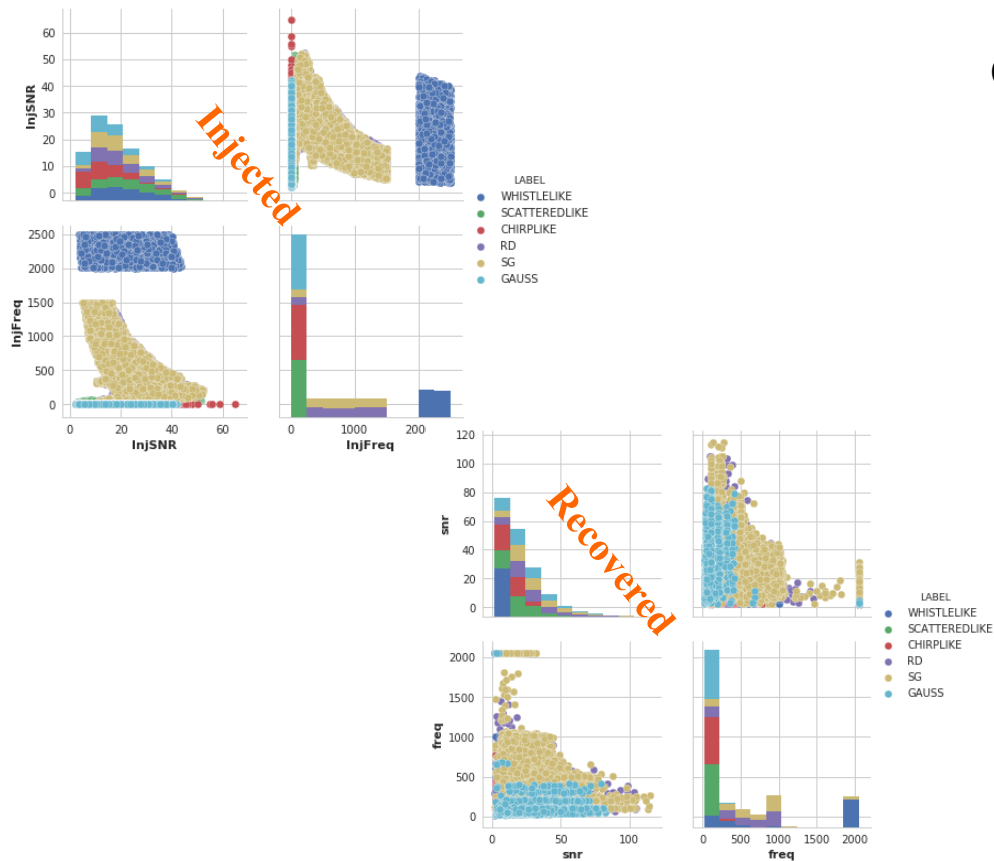 60
50
40
30
20
10
0
InjSNR
Injected
LABEL
WHISTLELIKE
SCATTEREDLIKE
CHIRPLIKE
RD
SG
GAUSS
2500
2000
1500
1000
500
0
InjFreq
0 20 40 60
InjSNR
0 1000 200
InjFreq
120
100
80
60
40
20
0
snr
Recovered
LABEL
WHISTLELIKE
SCATTEREDLIKE
CHIRPLIKE
RD
SG
GAUSS
2000
1500
1000
500
0
freq
0 50 100
snr
0 500 1000 1500 2000
freq